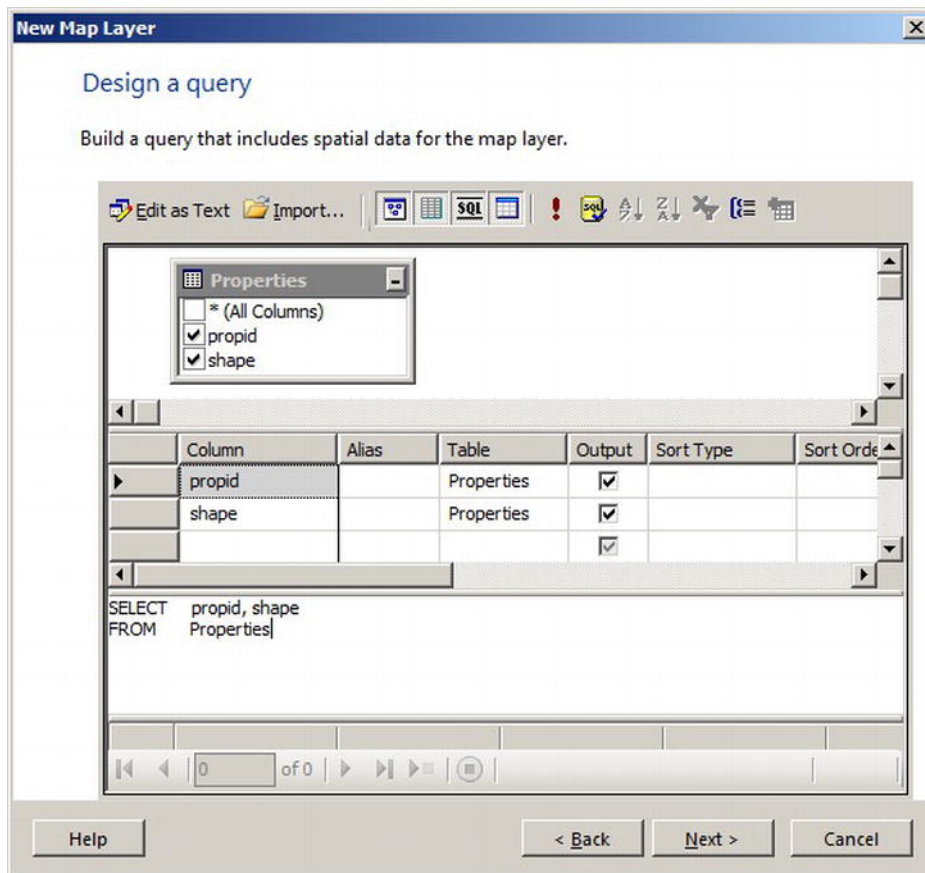 New Map Layer
Design a query
Build a query that includes spatial data for the map layer.
Edit as Text Import... SQL
Properties
* (All Columns)
propid
shape
Column Alias Table Output Sort Type Sort Orde
propid Properties
shape Properties
SELECT propid, shape
FROM Properties
0 of 0
Help < Back Next > Cancel